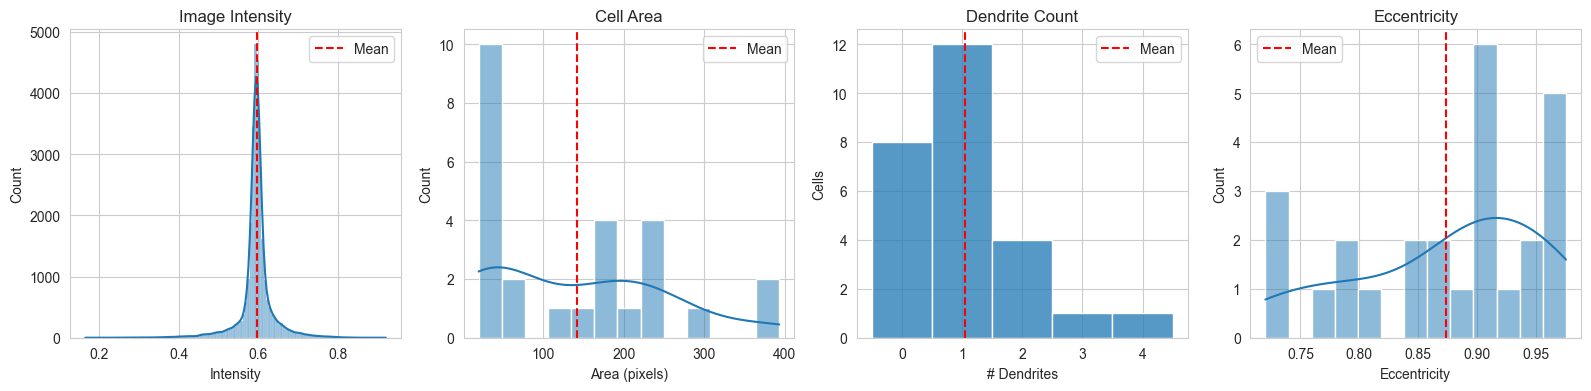 Image Intensity
Count
5000
4000
3000
2000
1000
0
Mean
0.2 0.4 0.6 0.8
Intensity
Cell Area
Count
10
8
6
4
2
0
Mean
100 200 300 400
Area (pixels)
Dendrite Count
Cells
12
10
8
6
4
2
0
Mean
0 1 2 3 4
# Dendrites
Eccentricity
Count
6
5
4
3
2
1
0
Mean
0.75 0.80 0.85 0.90 0.95
Eccentricity